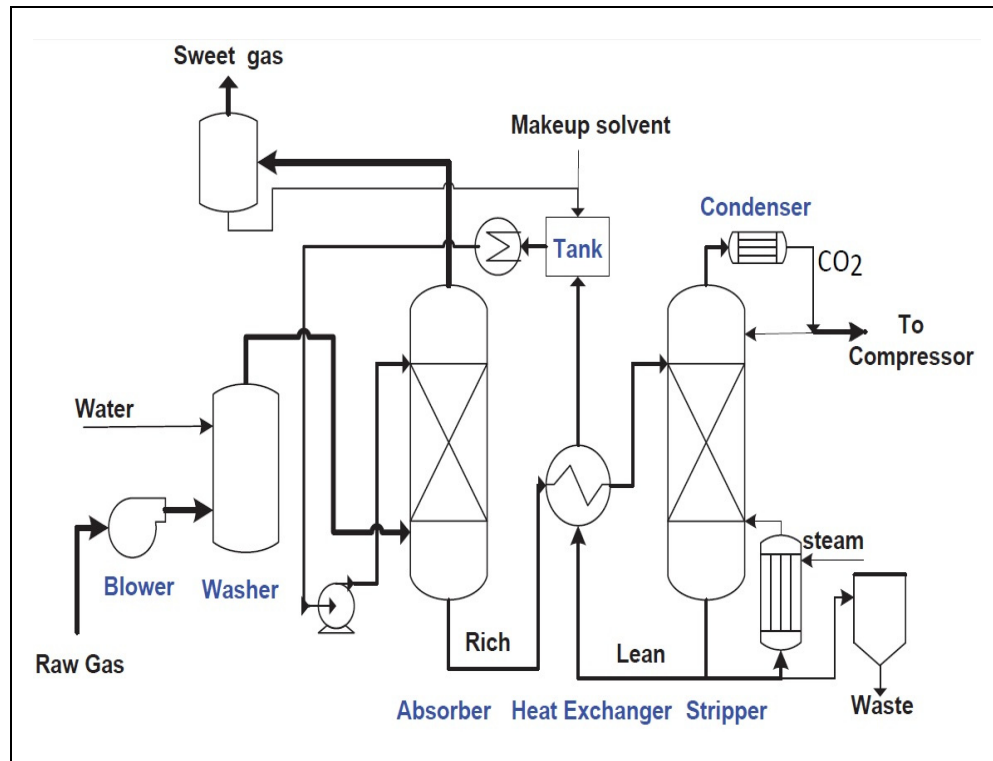 Sweet gas
Makeup solvent
Condenser
Tank
CO2
To
Compressor
Water
steam
Blower
Washer
Rich
Lean
Raw Gas
Waste
Absorber
Heat Exchanger
Stripper